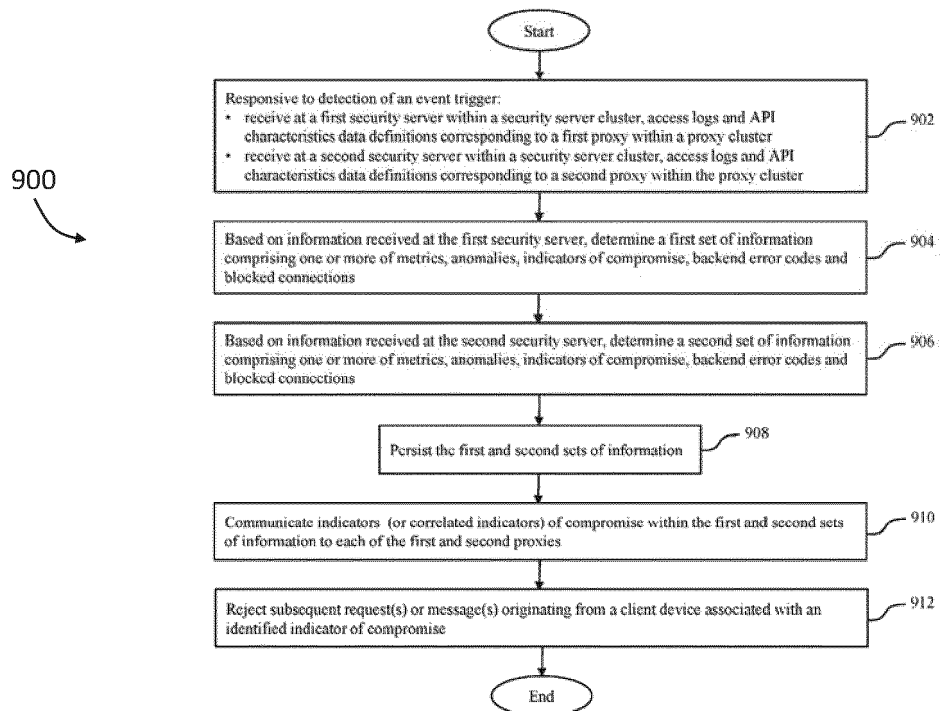 Start
Responsive to detection of an event trigger:
• receive at a first security server within a security server cluster, access logs and API
characteristics data definitions corresponding to a first proxy within a proxy cluster
• receive at a second security server within a security server cluster, access logs and API
characteristics data definitions corresponding to a second proxy within the proxy cluster
902
900
Based on information received at the first security server, determine a first set of information
comprising one or more of metrics, anomalies, indicators of compromise, backend error codes and
blocked connections
904
Based on information received at the second security server, determine a second set of information
comprising one or more of metrics, anomalies, indicators of compromise, backend error codes and
blocked connections
906
Persist the first and second sets of information
908
Communicate indicators (or correlated indicators) of compromise within the first and second sets
of information to each of the first and second proxies
910
Reject subsequent request(s) or message(s) originating from a client device associated with an
identified indicator of compromise
912
End